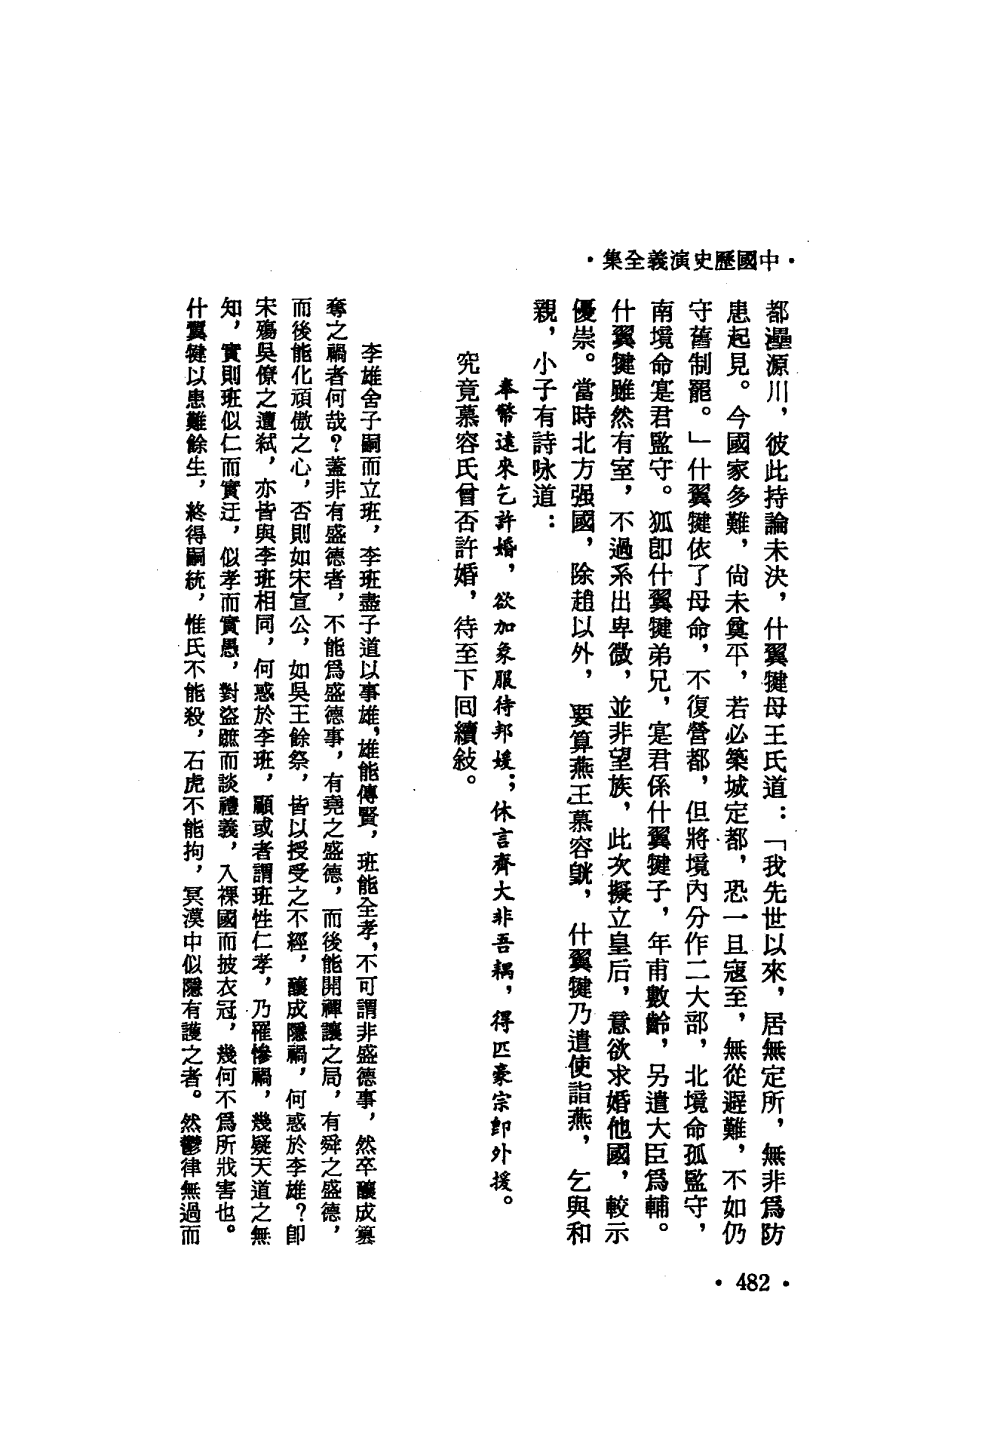 ·中國歷史演義全集·
都灅源川，彼此持論未決，什翼犍母王氏道：「我先世以來，居無定所，無非爲防
患起見。今國家多難，尙未奠平，若必築城定都，恐一旦寇至，無從避難，不如仍
守舊制罷。」什翼犍依了母命，不復營都，但將境內分作二大部，北境命孤監守，
南境命寔君監守。狐卽什翼犍弟兄，寔君係什翼犍子，年甫數齡，另遣大臣爲輔。
什翼犍雖然有室，不過系出卑微，並非望族，此次擬立皇后，意欲求婚他國，較示
優崇。當時北方强國，除趙以外，要算燕王慕容皝，什翼犍乃遣使詣燕，乞與和
親，小子有詩咏道：
奉幣遠來乞許婚，欲加象服待邦媛；休言齊大非吾耦，得匹豪宗卽外援。
究竟慕容氏曾否許婚，待至下回續敍。
李雄舍子嗣而立班，李班盡子道以事雄，雄能傳賢，班能全孝，不可謂非盛德事，然卒釀成篡
奪之禍者何哉？蓋非有盛德者，不能爲盛德事，有堯之盛德，而後能開禪讓之局，有舜之盛德，
而後能化頑傲之心，否則如宋宣公，如吳王餘祭，皆以授受之不經，釀成隱禍，何惑於李雄？卽
宋殤吳僚之遭弒，亦皆與李班相同，何惑於李班，顧或者謂班性仁孝，乃罹慘禍，幾疑天道之無
知，實則班似仁而實迂，似孝而實愚，對盜蹠而談禮義，入裸國而披衣冠，幾何不爲所戕害也。
什翼犍以患難餘生，終得嗣統，惟氏不能殺，石虎不能拘，冥漠中似隱有護之者。然鬱律無過而
·482·